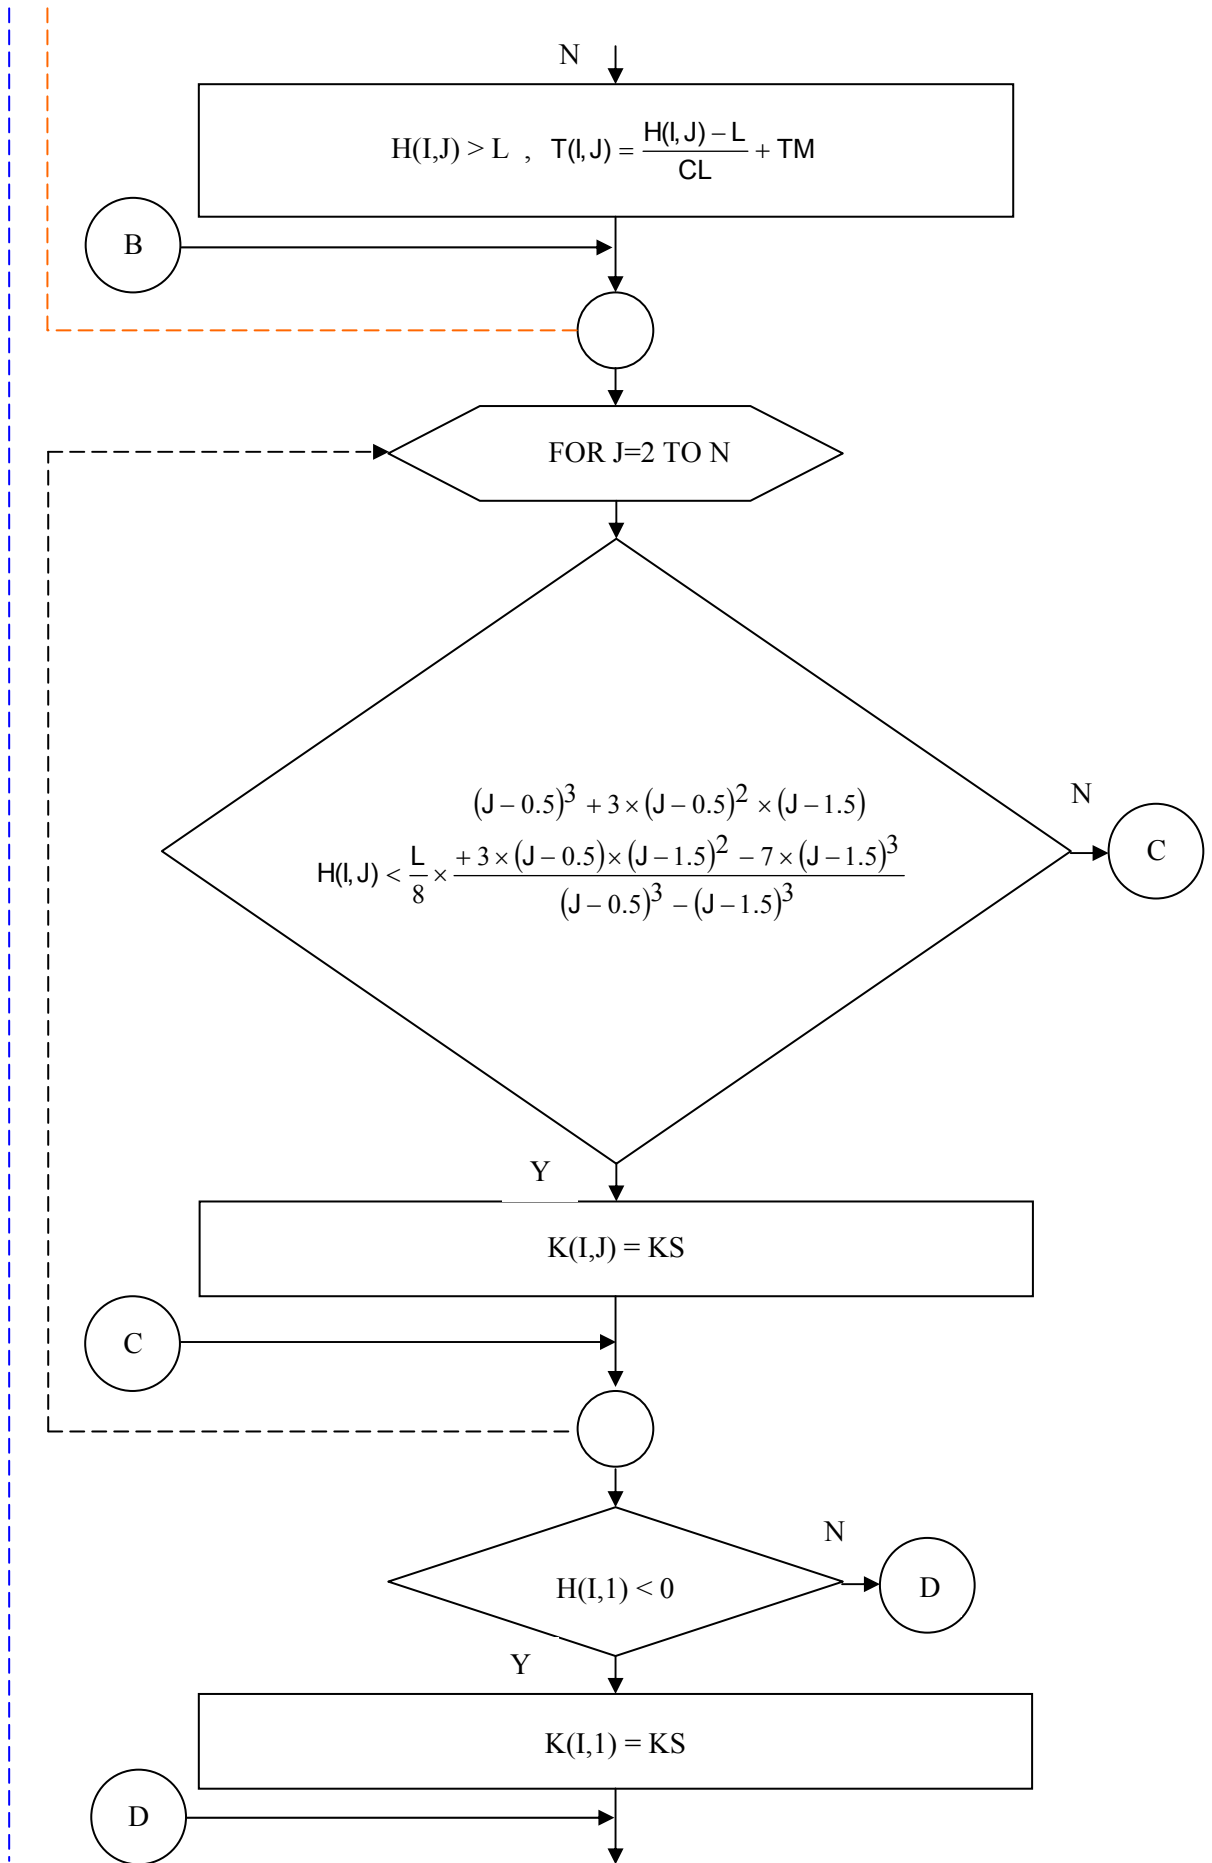 N
H(I,J) > L , T(I,J) = (H(I,J) − L)/CL + TM
B
FOR J=2 TO N
(J − 0.5)³ + 3 × (J − 0.5)² × (J − 1.5)
H(I,J) < L/8 × + 3 × (J − 0.5) × (J − 1.5)² − 7 × (J − 1.5)³
(J − 0.5)³ − (J − 1.5)³
N
C
Y
K(I,J) = KS
C
H(I,1) < 0
N
D
Y
K(I,1) = KS
D